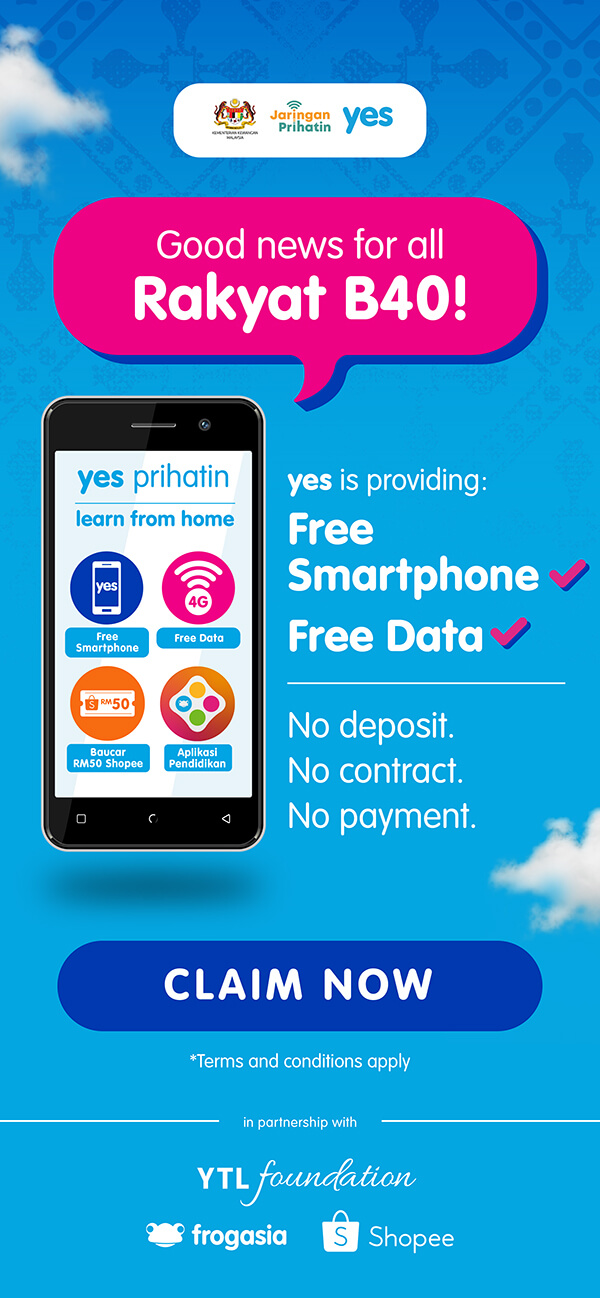 KEMENTERIAN KEWANGAN
MALAYSIA
Jaringan
Prihatin
yes
Good news for all
Rakyat B40!
yes prihatin
learn from home
yes
4G
Free
Smartphone
Free Data
S RM50
Baucar
RM50 Shopee
Aplikasi
Pendidikan
yes is providing:
Free
Smartphone
Free Data
No deposit.
No contract.
No payment.
CLAIM NOW
*Terms and conditions apply
in partnership with
YTL foundation
frogasia
S Shopee